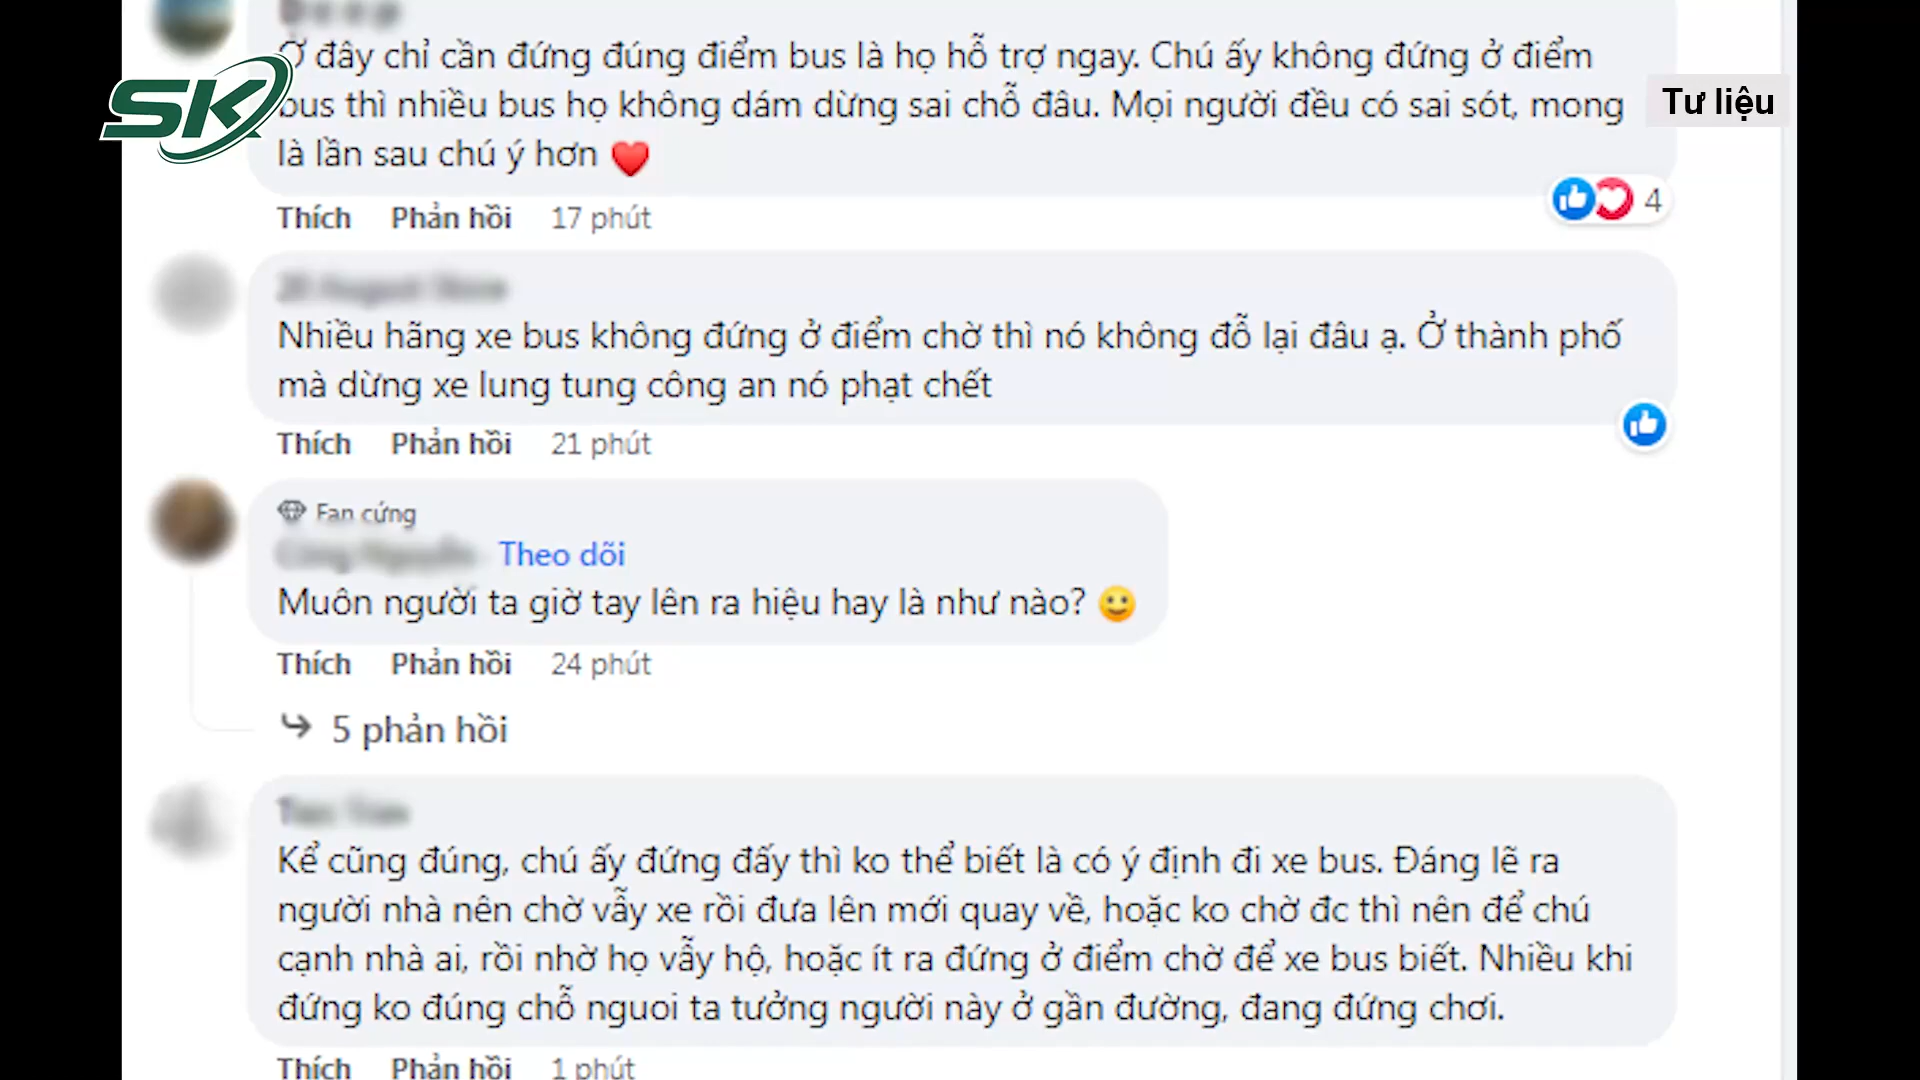 SK
Tư liệu
Ở đây chỉ cần đứng đúng điểm bus là họ hỗ trợ ngay. Chú ấy không đứng ở điểm
bus thì nhiều bus họ không dám dừng sai chỗ đâu. Mọi người đều có sai sót, mong
là lần sau chú ý hơn ❤️
Thích Phản hồi 17 phút
4
Nhiều hãng xe bus không đứng ở điểm chờ thì nó không đỗ lại đâu ạ. Ở thành phố
mà dừng xe lung tung công an nó phạt chết
Thích Phản hồi 21 phút
Fan cứng
Theo dõi
Muôn người ta giờ tay lên ra hiệu hay là như nào? 🙂
Thích Phản hồi 24 phút
5 phản hồi
Kể cũng đúng, chú ấy đứng đấy thì ko thể biết là có ý định đi xe bus. Đáng lẽ ra
người nhà nên chờ vẫy xe rồi đưa lên mới quay về, hoặc ko chờ đc thì nên để chú
cạnh nhà ai, rồi nhờ họ vẫy hộ, hoặc ít ra đứng ở điểm chờ để xe bus biết. Nhiều khi
đứng ko đúng chỗ nguoi ta tưởng người này ở gần đường, đang đứng chơi.
Thích Phản hồi 1 phút